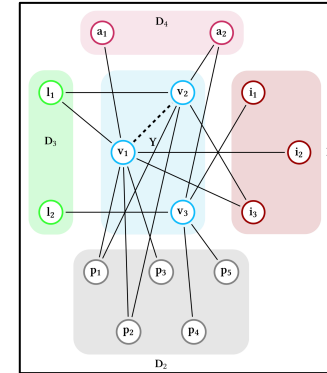 D₄
a₁ a₂
l₁ v₂ i₁
D₃
Y
v₁ i₂
l₂ v₃ i₃
p₁ p₃ p₅
p₂ p₄
D₂